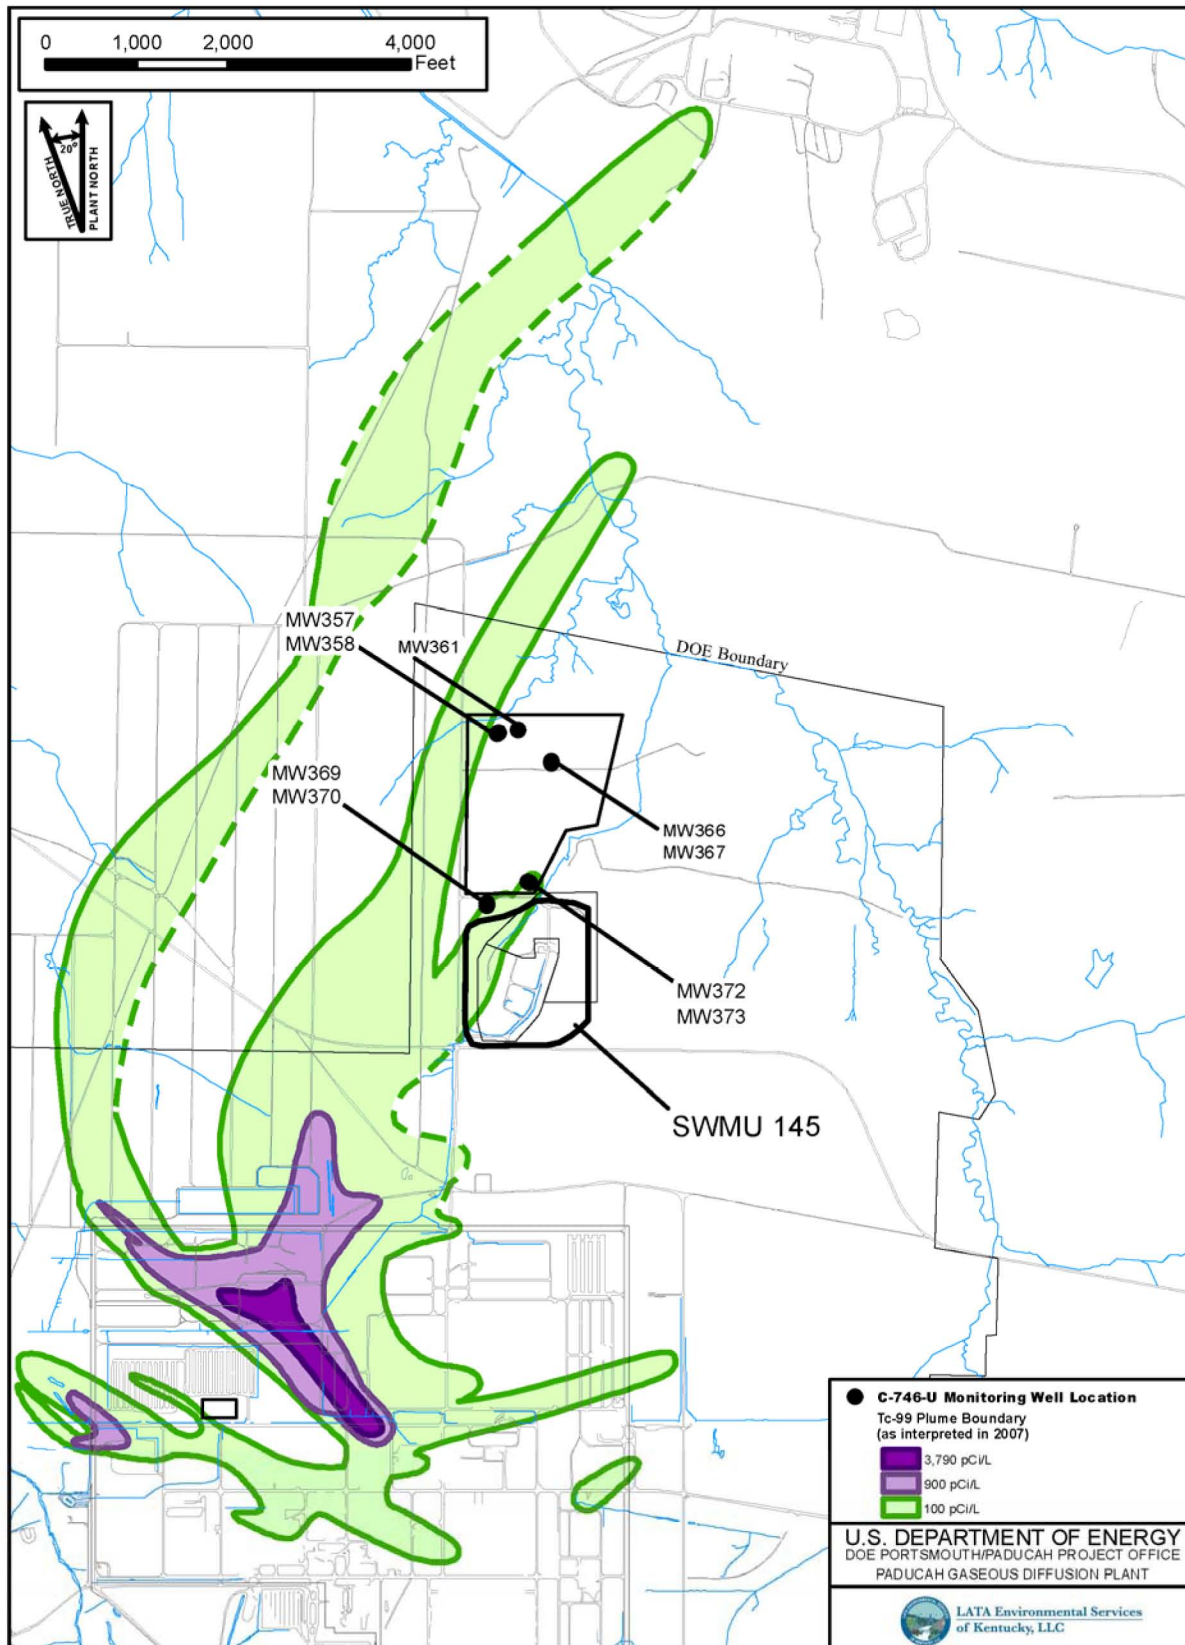 0 1,000 2,000 4,000
Feet
20°
TRUE NORTH
PLANT NORTH
MW357
MW358
MW361
DOE Boundary
MW369
MW370
MW366
MW367
MW372
MW373
SWMU 145
C-746-U Monitoring Well Location
Tc-99 Plume Boundary
(as interpreted in 2007)
3,790 pCi/L
900 pCi/L
100 pCi/L
U.S. DEPARTMENT OF ENERGY
DOE PORTSMOUTH/PADUCAH PROJECT OFFICE
PADUCAH GASEOUS DIFFUSION PLANT
LATA Environmental Services
of Kentucky, LLC